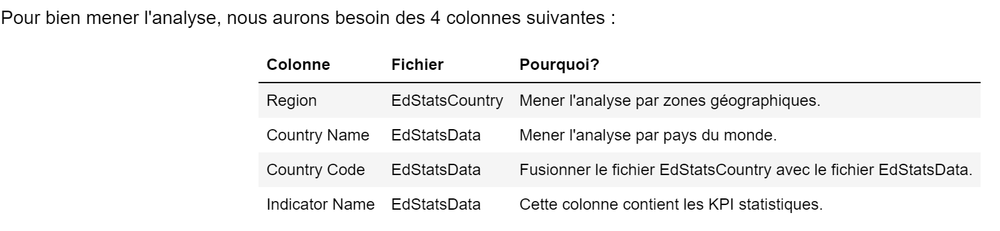 Pour bien mener l'analyse, nous aurons besoin des 4 colonnes suivantes :
Colonne Fichier Pourquoi?
Region EdStatsCountry Mener l'analyse par zones géographiques.
Country Name EdStatsData Mener l'analyse par pays du monde.
Country Code EdStatsData Fusionner le fichier EdStatsCountry avec le fichier EdStatsData.
Indicator Name EdStatsData Cette colonne contient les KPI statistiques.